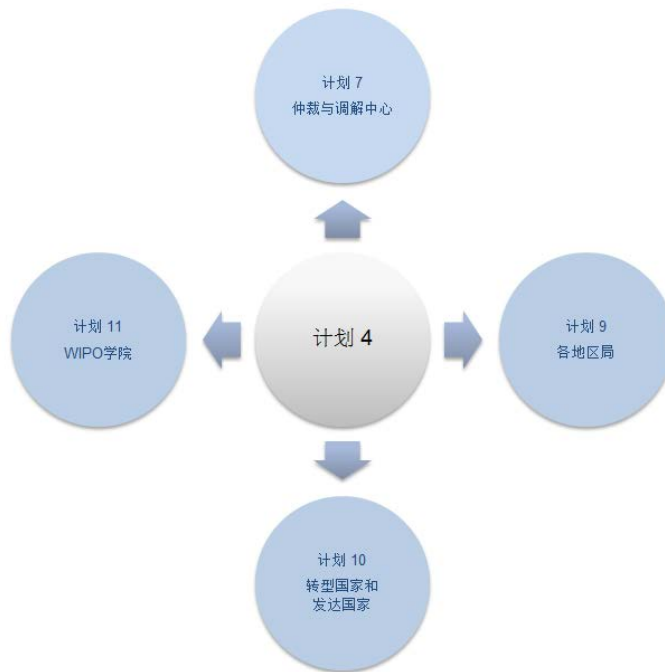 计划 7
仲裁与调解中心
计划 11
WIPO学院
计划 4
计划 9
各地区局
计划 10
转型国家和
发达国家